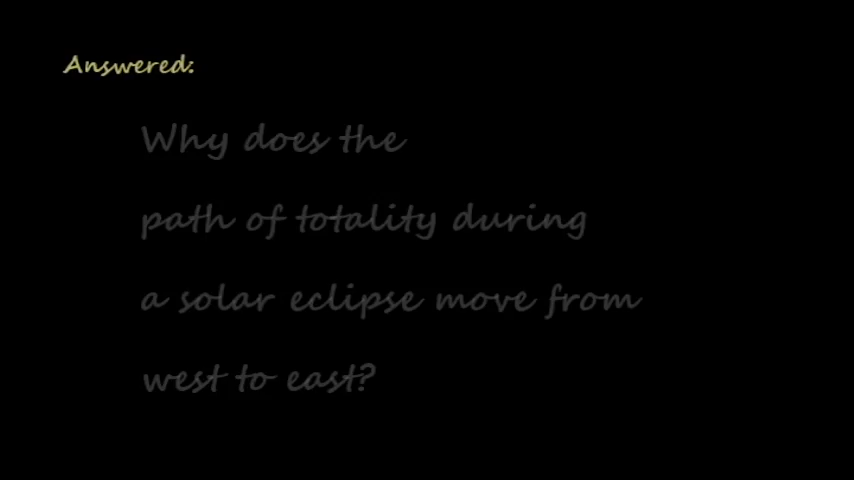 Answered:
Why does the
path of totality during
a solar eclipse move from
west to east?